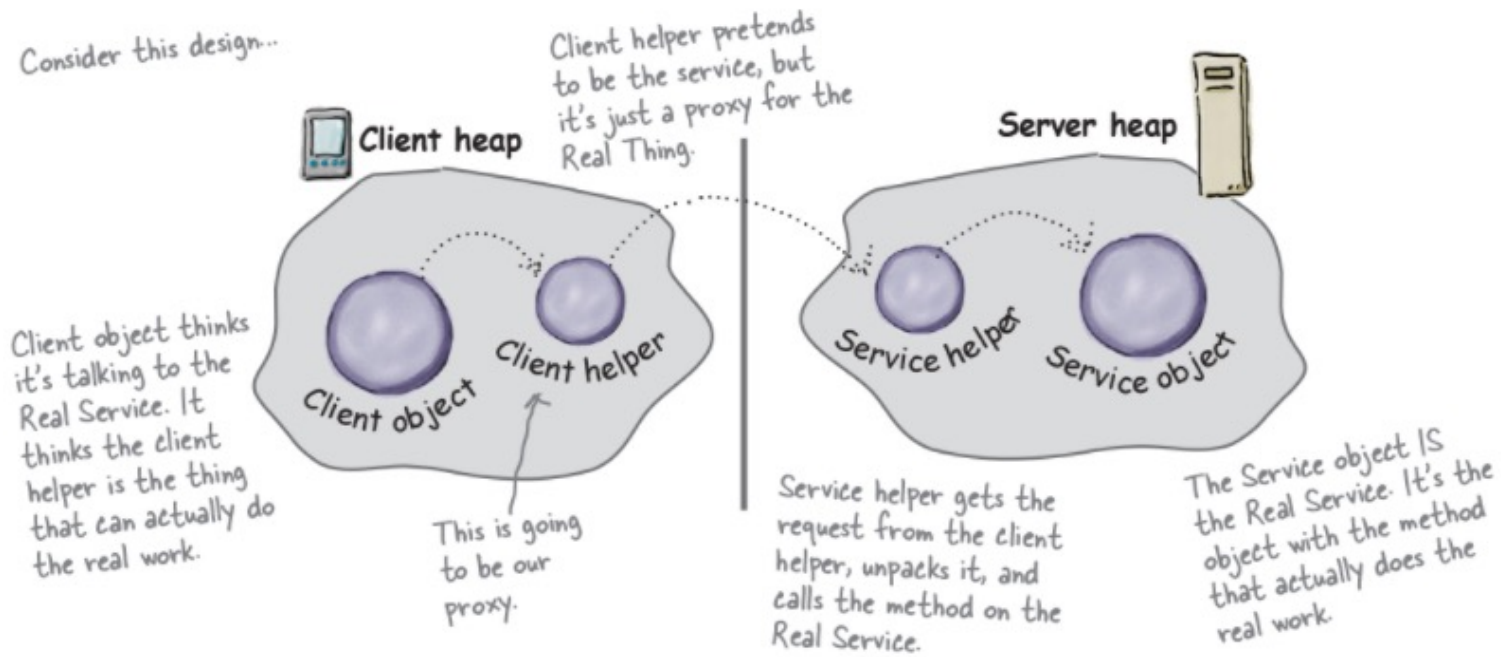 Consider this design...
Client helper pretends
to be the service, but
it's just a proxy for the
Real Thing.
Client heap
Server heap
Client object
Client helper
Service helper
Service object
Client object thinks
it's talking to the
Real Service. It
thinks the client
helper is the thing
that can actually do
the real work.
This is going
to be our
proxy.
Service helper gets the
request from the client
helper, unpacks it, and
calls the method on the
Real Service.
The Service object IS
the Real Service. It's the
object with the method
that actually does the
real work.